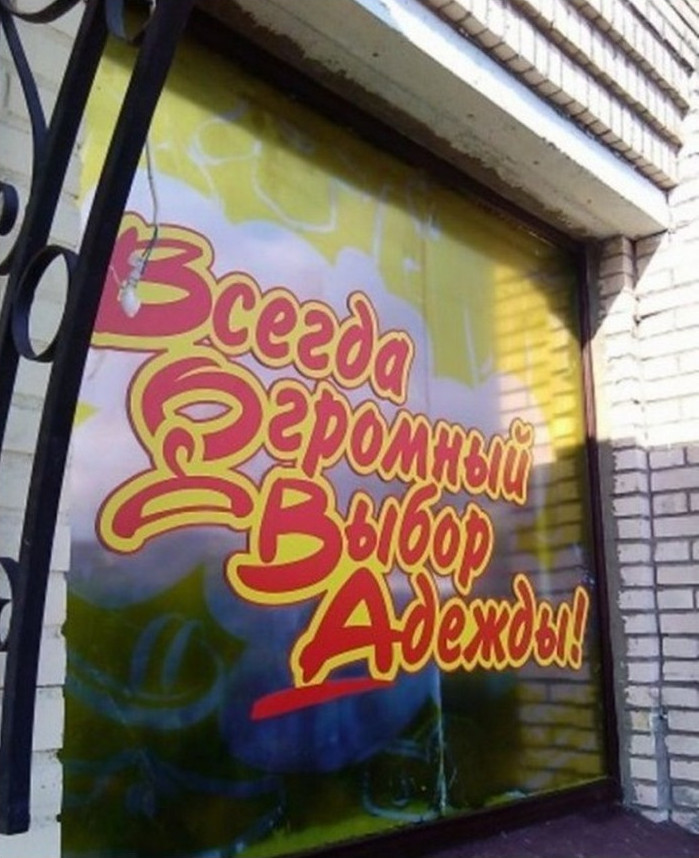 Всегда
Огромный
Выбор
Адежды!